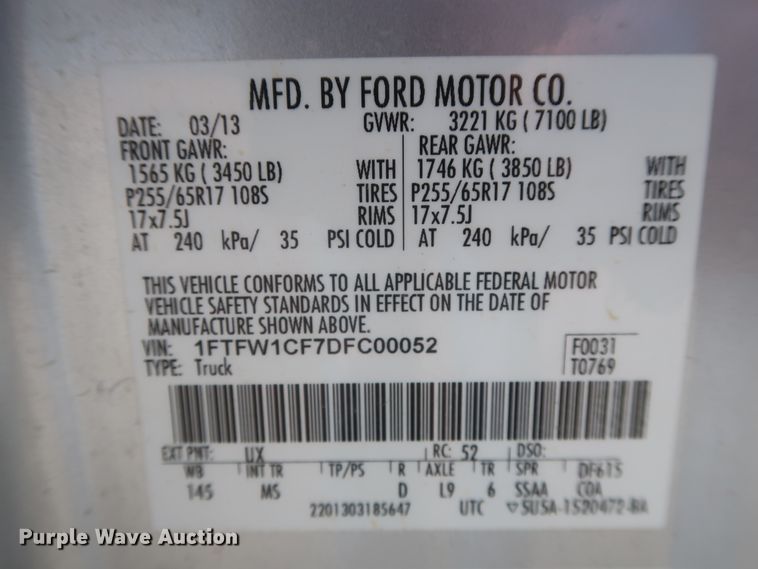 MFD. BY FORD MOTOR CO.
DATE: 03/13 GVWR: 3221 KG ( 7100 LB)
FRONT GAWR: REAR GAWR:
1565 KG ( 3450 LB) WITH 1746 KG ( 3850 LB) WITH
P255/65R17 108S TIRES P255/65R17 108S TIRES
17x7.5J RIMS 17x7.5J RIMS
AT 240 kPa/ 35 PSI COLD AT 240 kPa/ 35 PSI COLD
THIS VEHICLE CONFORMS TO ALL APPLICABLE FEDERAL MOTOR
VEHICLE SAFETY STANDARDS IN EFFECT ON THE DATE OF
MANUFACTURE SHOWN ABOVE.
VIN: 1FTFW1CF7DFC00052 F0031
TYPE: Truck T0769
EXT PNT: UX RC: 52 DSO:
WB INT TR TP/PS R AXLE TR SPR DF615
145 MS D L9 6 SSAA COA
2201303185647 UTC ▽SU5A-1520472-BA
Purple Wave Auction